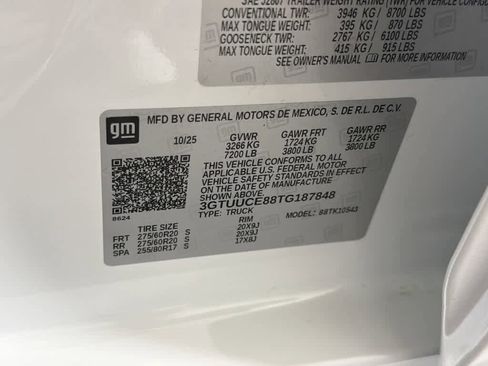 SAE J2807 TRAILER WEIGHT RATING (TWR) FOR VEHICLE CONFIGU
CONVENTIONAL TWR: 3946 KG / 8700 LBS
MAX TONGUE WEIGHT: 395 KG / 870 LBS
GOOSENECK TWR: 2767 KG / 6100 LBS
MAX TONGUE WEIGHT: 415 KG / 915 LBS
SEE OWNER'S MANUAL gm FOR MORE INFORMATION
gm
MFD BY GENERAL MOTORS DE MEXICO, S. DE R.L. DE C.V.
10/25 GVWR GAWR FRT GAWR RR
3266 KG 1724 KG 1724 KG
7200 LB 3800 LB 3800 LB
THIS VEHICLE CONFORMS TO ALL
APPLICABLE U.S. FEDERAL MOTOR
VEHICLE SAFETY STANDARDS IN
EFFECT ON THE DATE OF MANUFACTURE
SHOWN ABOVE.
3GTUUCE88TG187848
8624
TYPE: TRUCK MODEL: 88TK10543
TIRE SIZE RIM
FRT 275/60R20 S 20X9J
RR 275/60R20 S 20X9J
SPA 255/80R17 S 17X8J